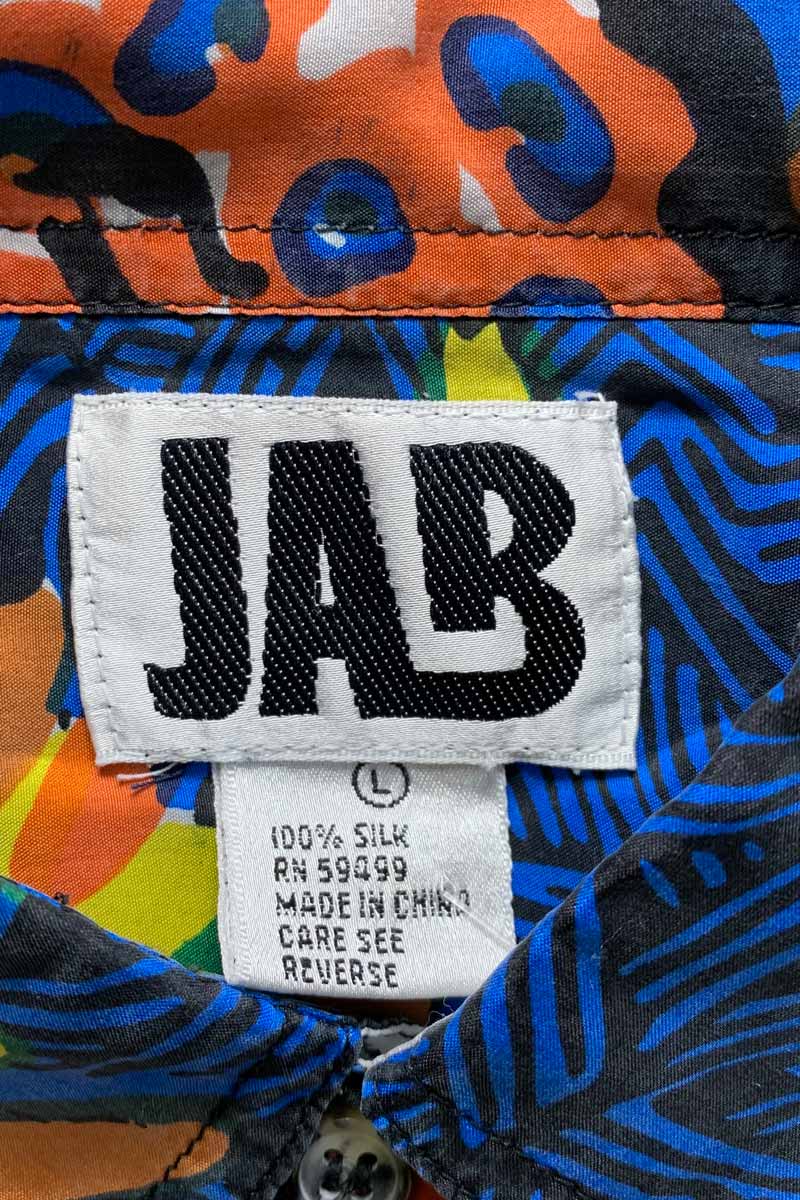 JAB
L
100% SILK
RN 59499
MADE IN CHINA
CARE SEE
REVERSE